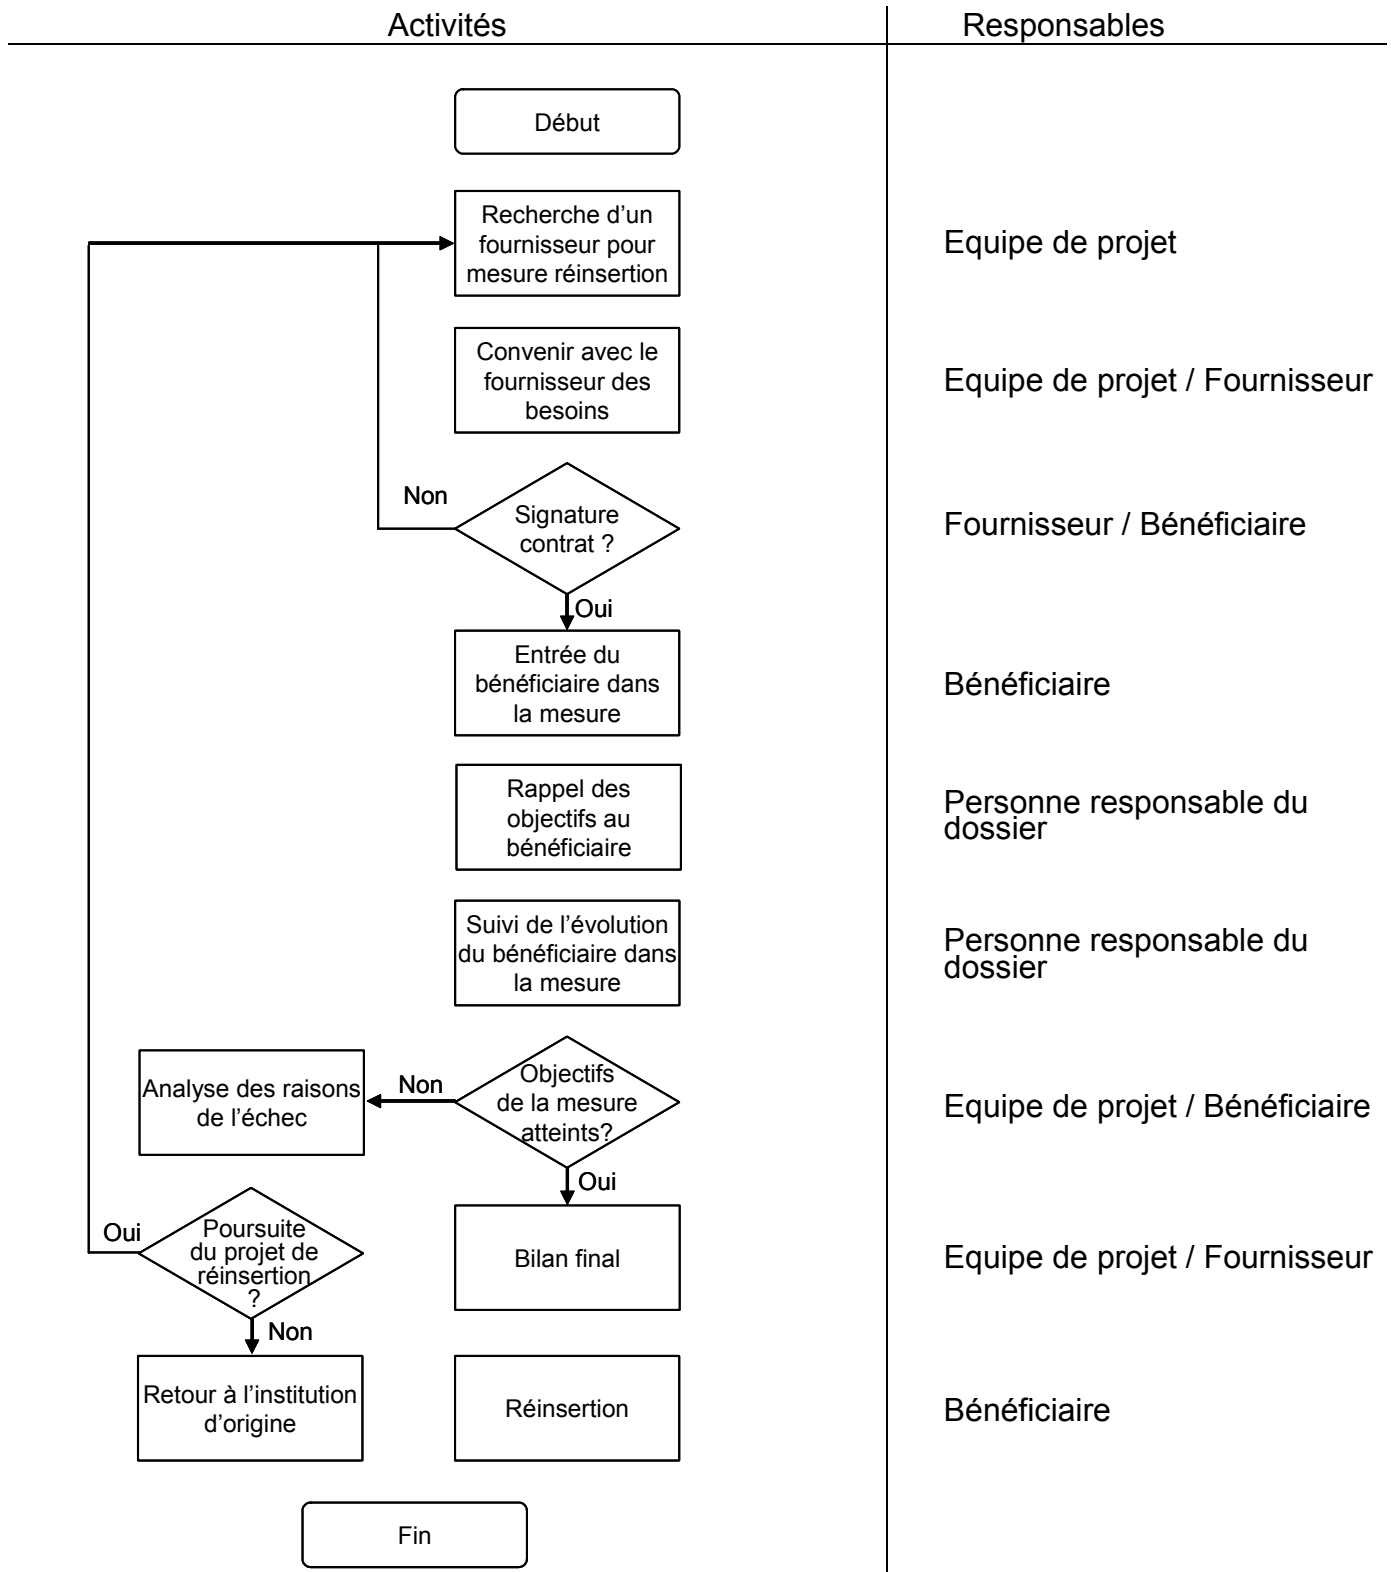 Activités
Responsables
Début
Recherche d’un
fournisseur pour
mesure réinsertion
Equipe de projet
Convenir avec le
fournisseur des
besoins
Equipe de projet / Fournisseur
Non
Signature
contrat ?
Fournisseur / Bénéficiaire
Oui
Entrée du
bénéficiaire dans
la mesure
Bénéficiaire
Rappel des
objectifs au
bénéficiaire
Personne responsable du
dossier
Suivi de l’évolution
du bénéficiaire dans
la mesure
Personne responsable du
dossier
Analyse des raisons
de l’échec
Non
Objectifs
de la mesure
atteints?
Equipe de projet / Bénéficiaire
Oui
Oui
Poursuite
du projet de
réinsertion
?
Bilan final
Equipe de projet / Fournisseur
Non
Retour à l’institution
d’origine
Réinsertion
Bénéficiaire
Fin